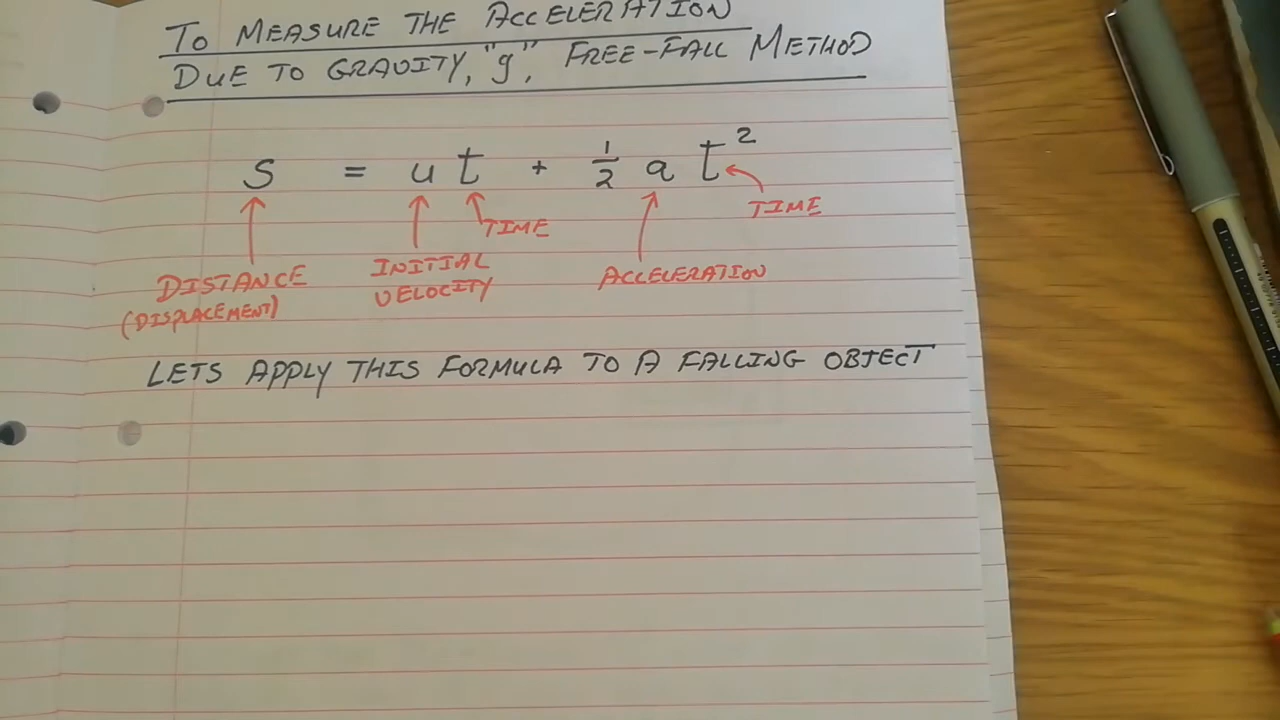 TO MEASURE THE ACCELERATION
DUE TO GRAVITY, "g", FREE-FALL METHOD
s = ut + 1/2 a t²
TIME
TIME
DISTANCE
(DISPLACEMENT)
INITIAL
VELOCITY
ACCELERATION
LETS APPLY THIS FORMULA TO A FALLING OBJECT